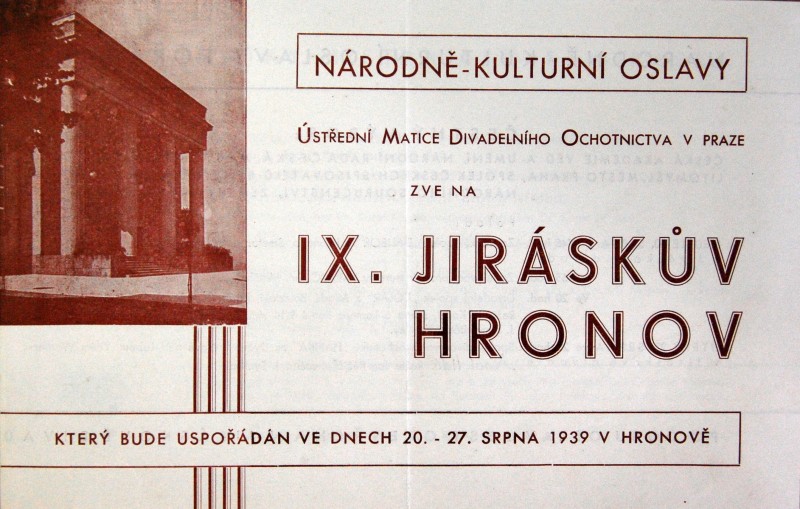 NÁRODNĚ-KULTURNÍ OSLAVY
ÚSTŘEDNÍ MATICE DIVADELNÍHO OCHOTNICTVA V PRAZE
ZVE NA
IX. JIRÁSKŮV
HRONOV
KTERÝ BUDE USPOŘÁDÁN VE DNECH 20. - 27. SRPNA 1939 V HRONOVĚ